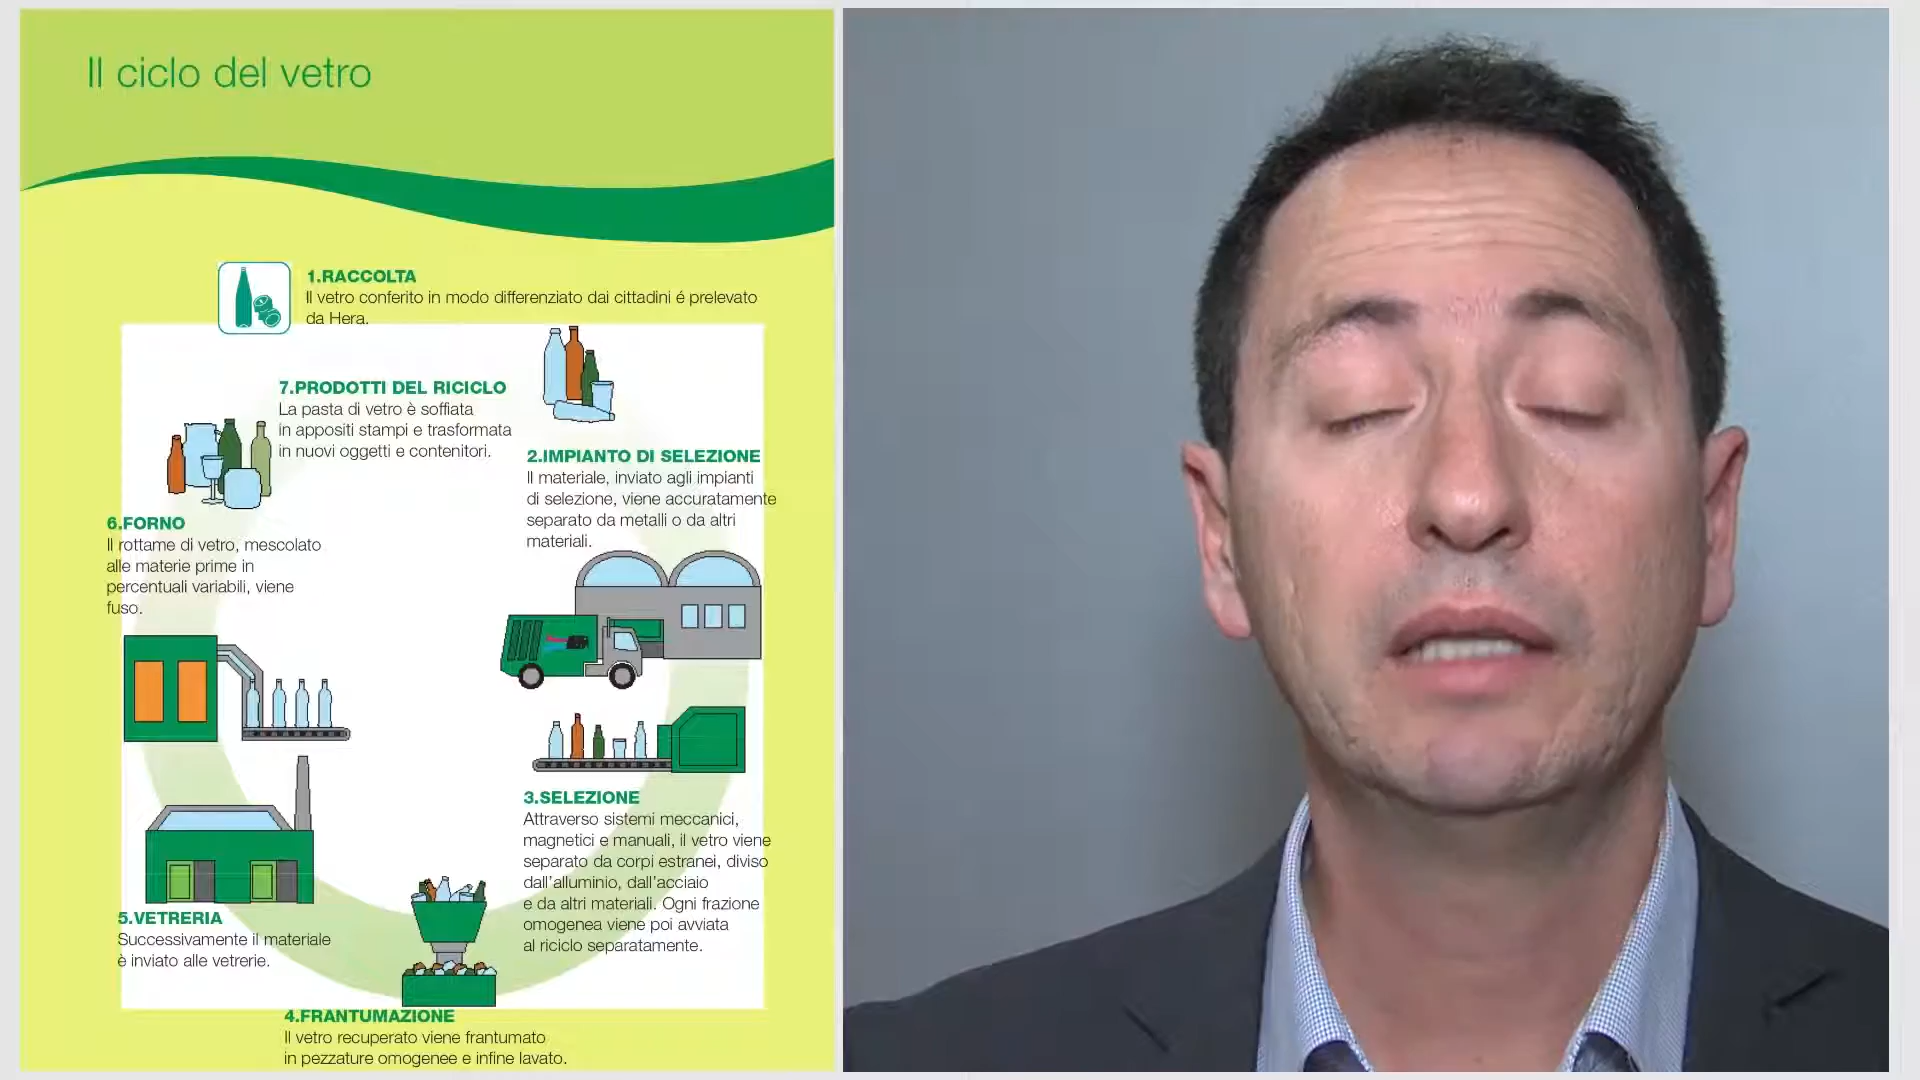 Il ciclo del vetro
1.RACCOLTA
Il vetro conferito in modo differenziato dai cittadini é prelevato
da Hera.
7.PRODOTTI DEL RICICLO
La pasta di vetro è soffiata
in appositi stampi e trasformata
in nuovi oggetti e contenitori.
2.IMPIANTO DI SELEZIONE
Il materiale, inviato agli impianti
di selezione, viene accuratamente
separato da metalli o da altri
materiali.
6.FORNO
Il rottame di vetro, mescolato
alle materie prime in
percentuali variabili, viene
fuso.
3.SELEZIONE
Attraverso sistemi meccanici,
magnetici e manuali, il vetro viene
separato da corpi estranei, diviso
dall'alluminio, dall'acciaio
e da altri materiali. Ogni frazione
omogenea viene poi avviata
al riciclo separatamente.
5.VETRERIA
Successivamente il materiale
è inviato alle vetrerie.
4.FRANTUMAZIONE
Il vetro recuperato viene frantumato
in pezzature omogenee e infine lavato.